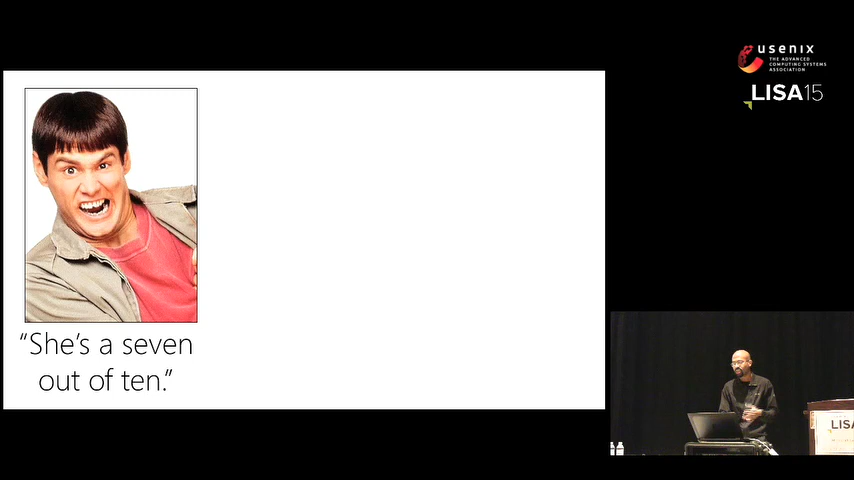 usenix
THE ADVANCED
COMPUTING SYSTEMS
ASSOCIATION
LISA15
"She's a seven
out of ten."
LISA